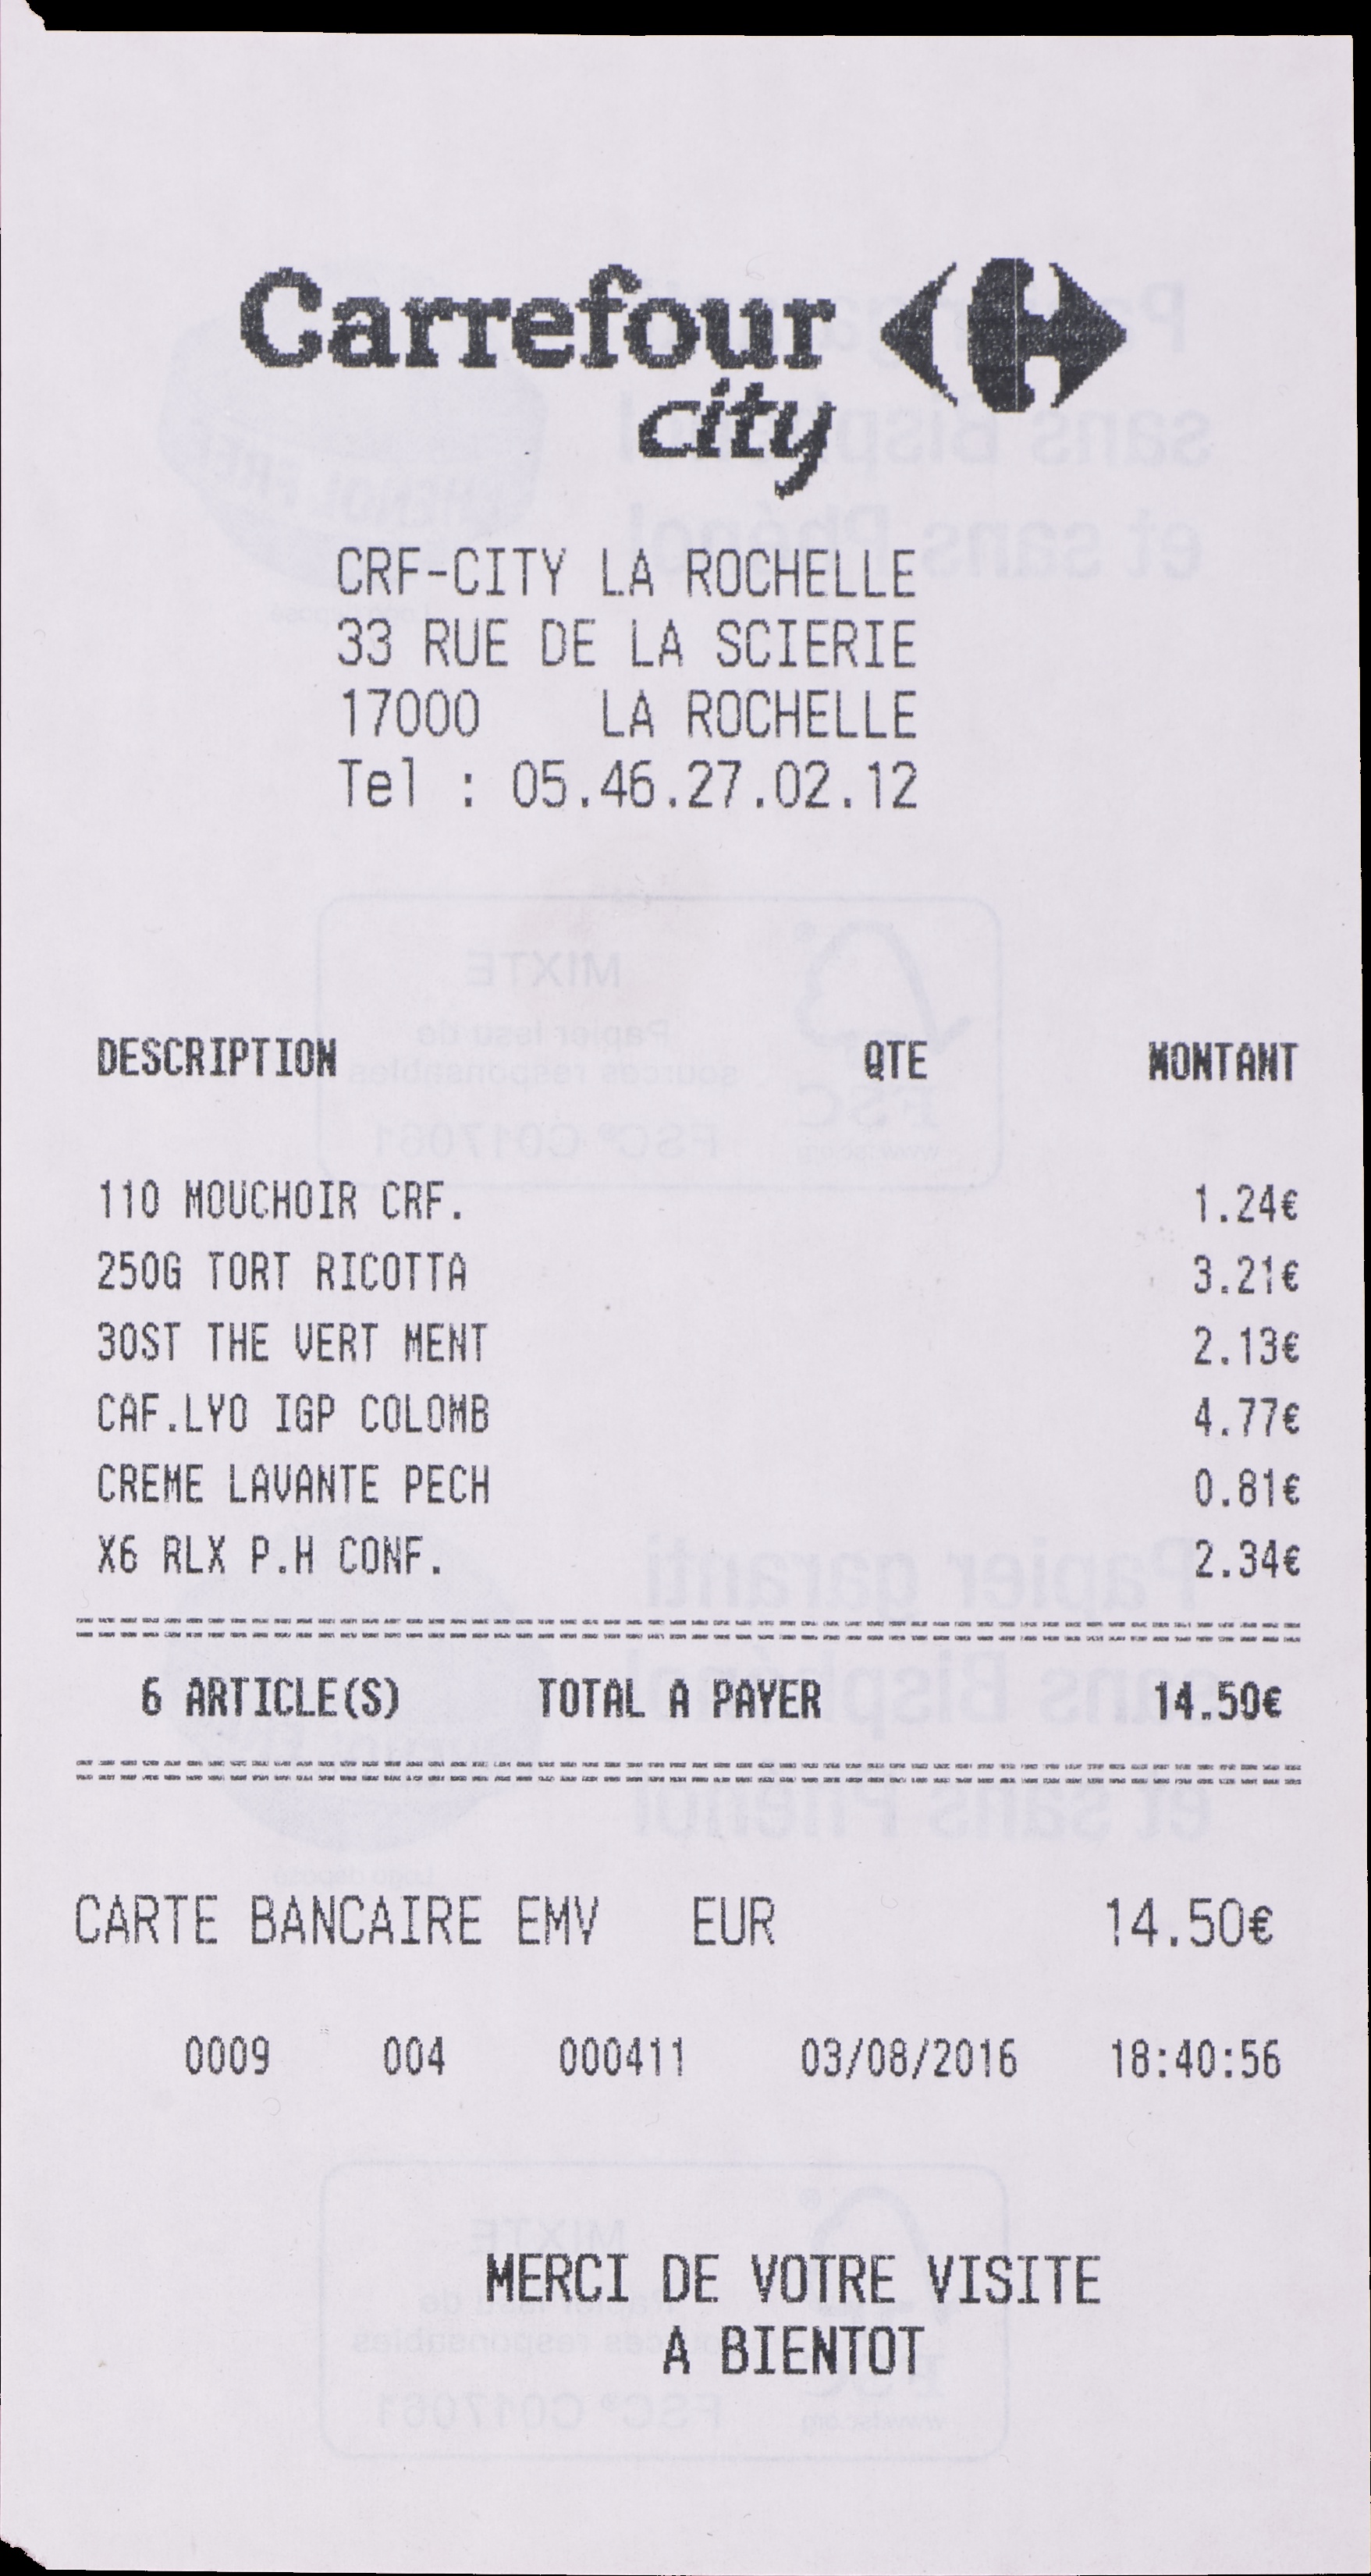 Carrefour
city
CRF-CITY LA ROCHELLE
33 RUE DE LA SCIERIE
17000 LA ROCHELLE
Tel : 05.46.27.02.12
DESCRIPTION QTE MONTANT
110 MOUCHOIR CRF. 1.24€
250G TORT RICOTTA 3.21€
30ST THE VERT MENT 2.13€
CAF.LYO IGP COLOMB 4.77€
CREME LAVANTE PECH 0.81€
X6 RLX P.H CONF. 2.34€
6 ARTICLE(S) TOTAL A PAYER 14.50€
CARTE BANCAIRE EMV EUR 14.50€
0009 004 000411 03/08/2016 18:40:56
MERCI DE VOTRE VISITE
A BIENTOT